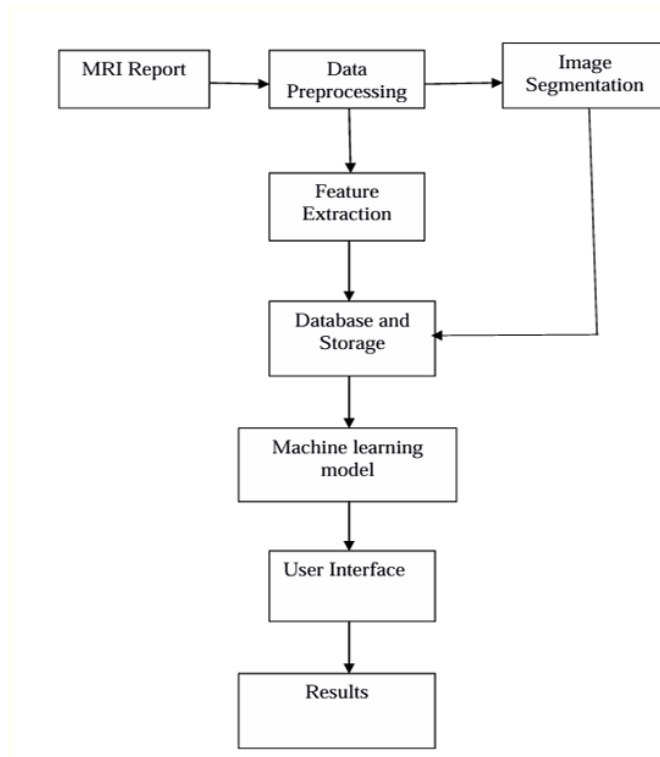 MRI Report
Data
Preprocessing
Image
Segmentation
Feature
Extraction
Database and
Storage
Machine learning
model
User Interface
Results